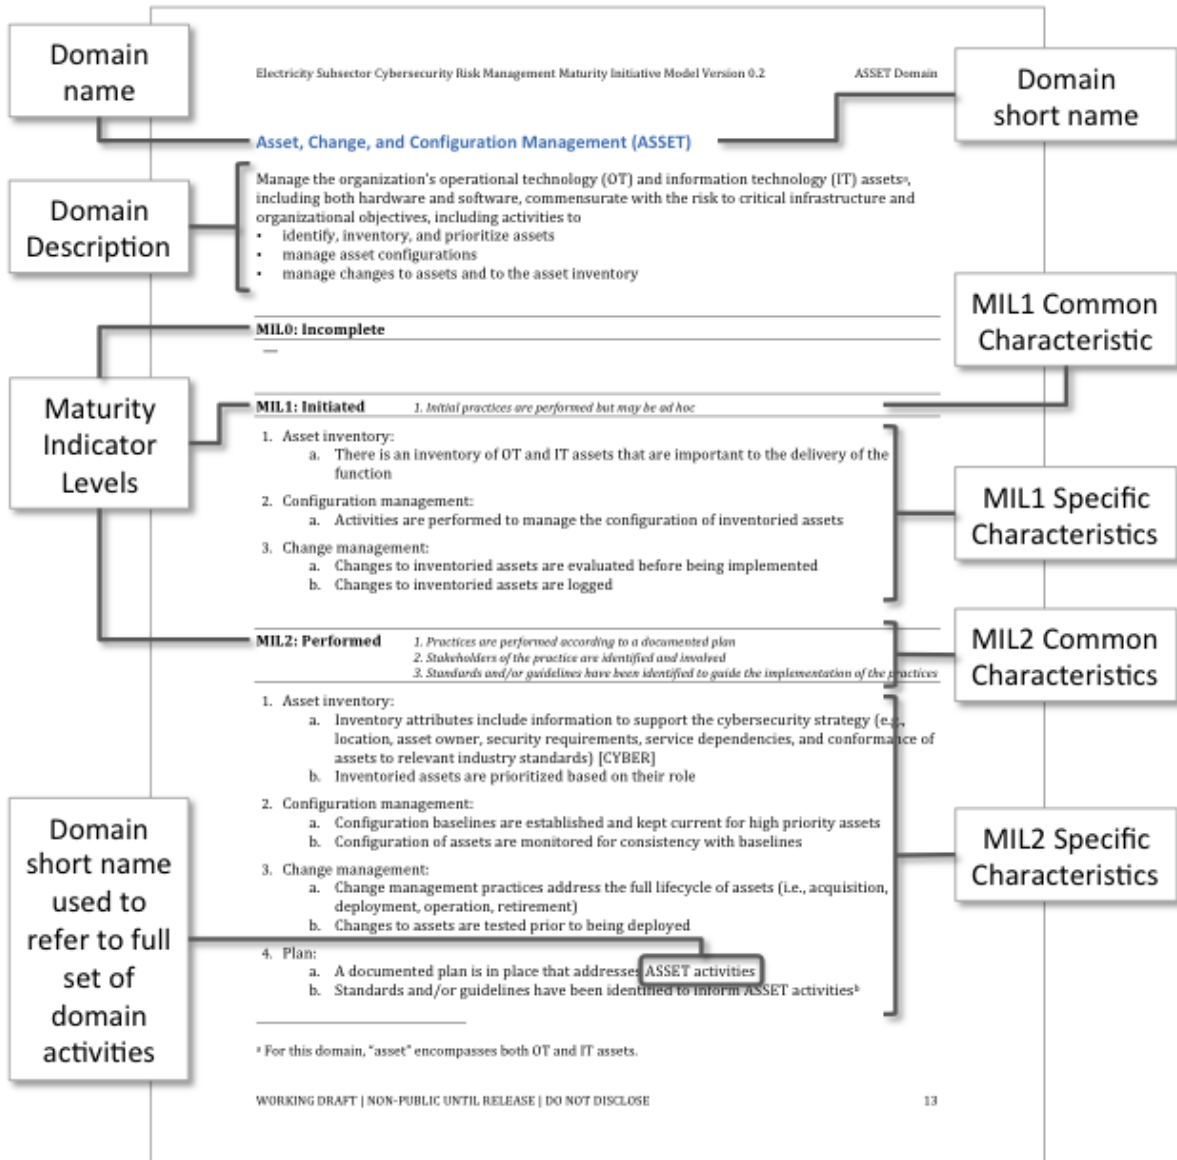 Domain
name
Electricity Subsector Cybersecurity Risk Management Maturity Initiative Model Version 0.2 ASSET Domain
Domain
short name
Asset, Change, and Configuration Management (ASSET)
Domain
Description
Manage the organization's operational technology (OT) and information technology (IT) assetsᵃ,
including both hardware and software, commensurate with the risk to critical infrastructure and
organizational objectives, including activities to
• identify, inventory, and prioritize assets
• manage asset configurations
• manage changes to assets and to the asset inventory
MIL1 Common
Characteristic
MIL0: Incomplete
—
Maturity
Indicator
Levels
MIL1: Initiated 1. Initial practices are performed but may be ad hoc
1. Asset inventory:
a. There is an inventory of OT and IT assets that are important to the delivery of the
function
2. Configuration management:
a. Activities are performed to manage the configuration of inventoried assets
3. Change management:
a. Changes to inventoried assets are evaluated before being implemented
b. Changes to inventoried assets are logged
MIL1 Specific
Characteristics
MIL2: Performed 1. Practices are performed according to a documented plan
2. Stakeholders of the practice are identified and involved
3. Standards and/or guidelines have been identified to guide the implementation of the practices
MIL2 Common
Characteristics
1. Asset inventory:
a. Inventory attributes include information to support the cybersecurity strategy (e.g.,
location, asset owner, security requirements, service dependencies, and conformance of
assets to relevant industry standards) [CYBER]
b. Inventoried assets are prioritized based on their role
2. Configuration management:
a. Configuration baselines are established and kept current for high priority assets
b. Configuration of assets are monitored for consistency with baselines
3. Change management:
a. Change management practices address the full lifecycle of assets (i.e., acquisition,
deployment, operation, retirement)
b. Changes to assets are tested prior to being deployed
4. Plan:
a. A documented plan is in place that addresses ASSET activities
b. Standards and/or guidelines have been identified to inform ASSET activitiesᵇ
MIL2 Specific
Characteristics
Domain
short name
used to
refer to full
set of
domain
activities
ᵃ For this domain, "asset" encompasses both OT and IT assets.
WORKING DRAFT | NON-PUBLIC UNTIL RELEASE | DO NOT DISCLOSE 13